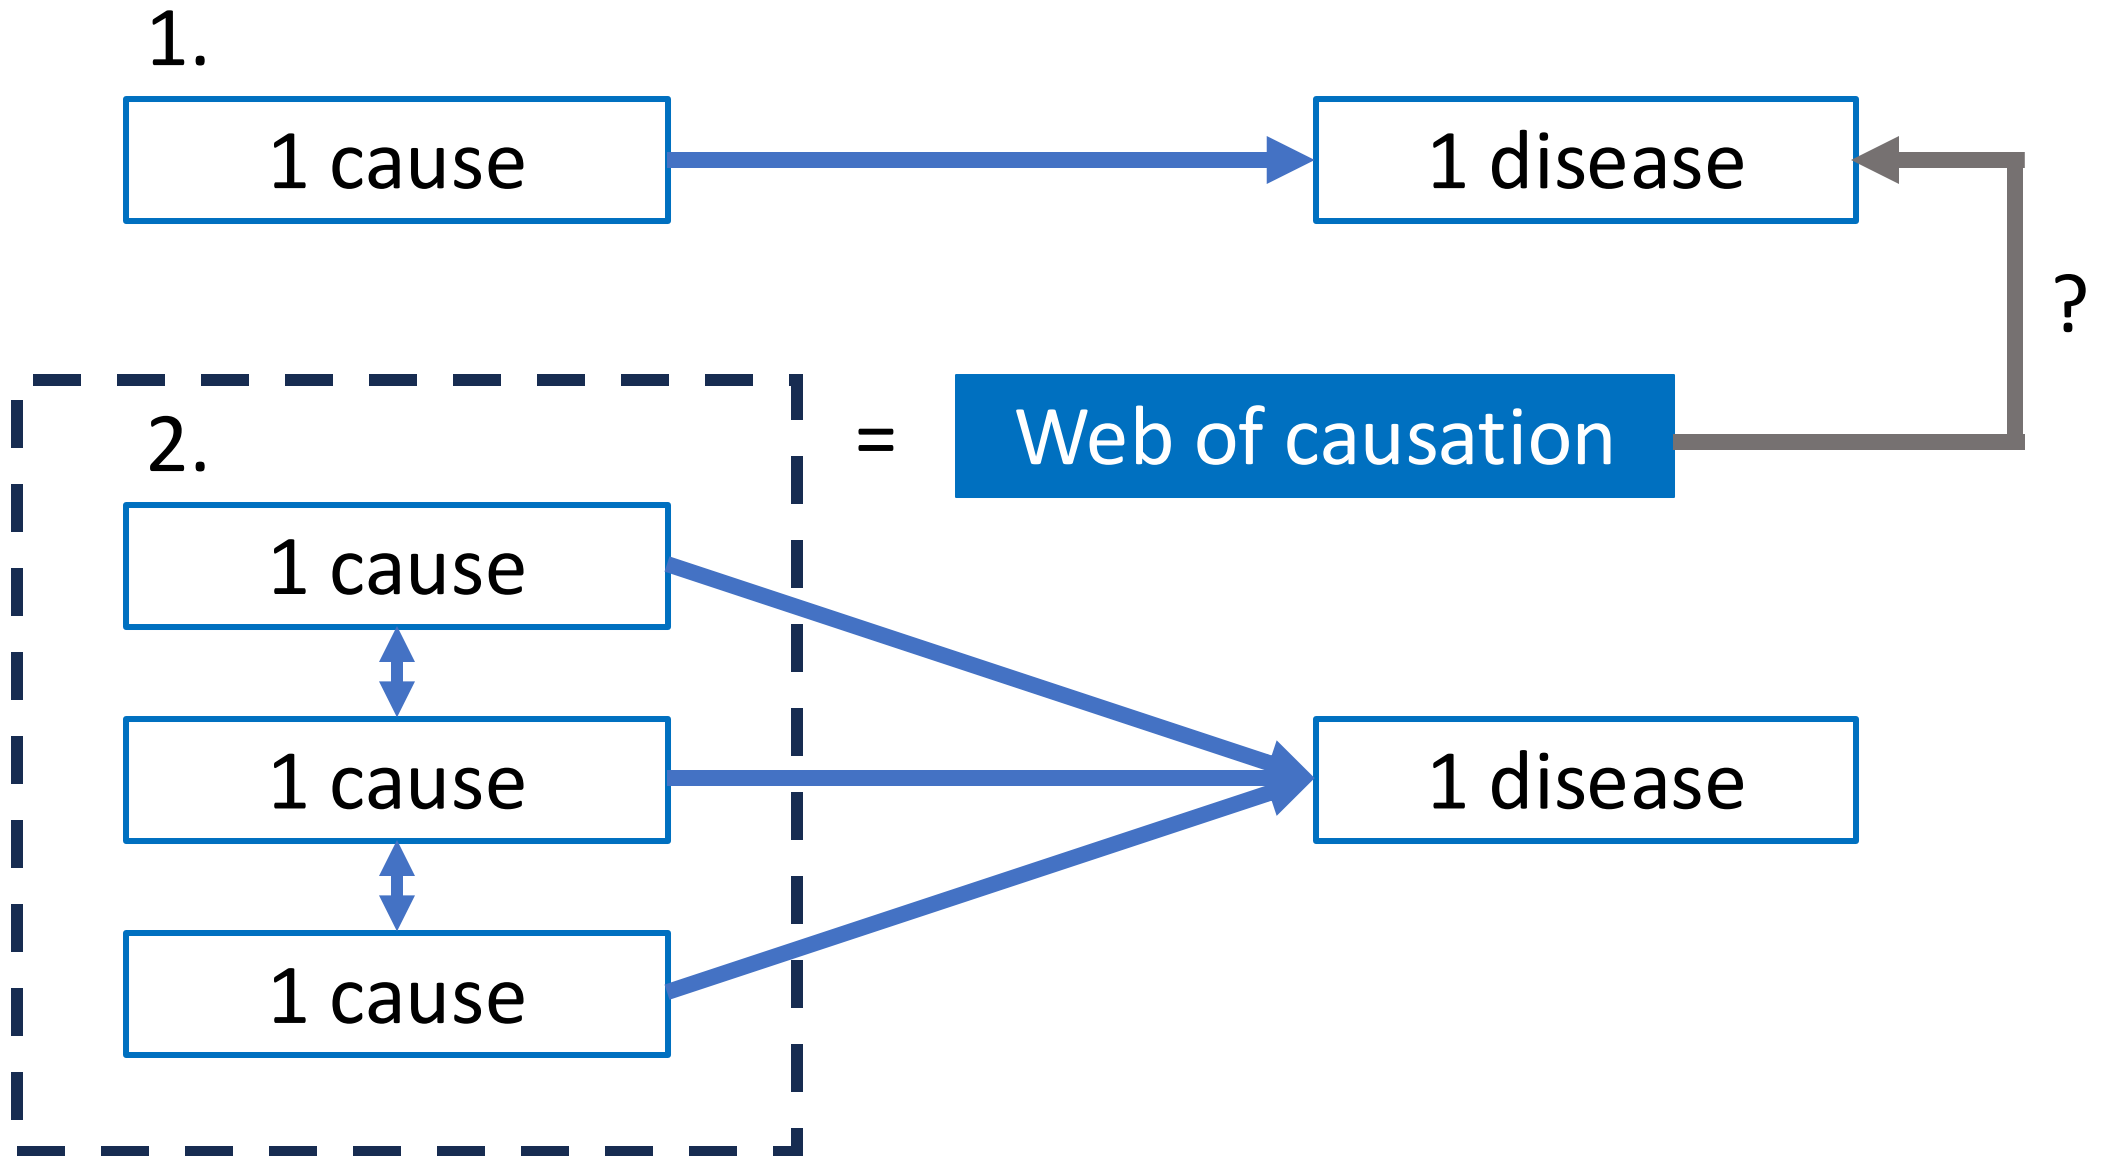 1.
1 cause
1 disease
?
2.
= Web of causation
1 cause
1 cause
1 disease
1 cause